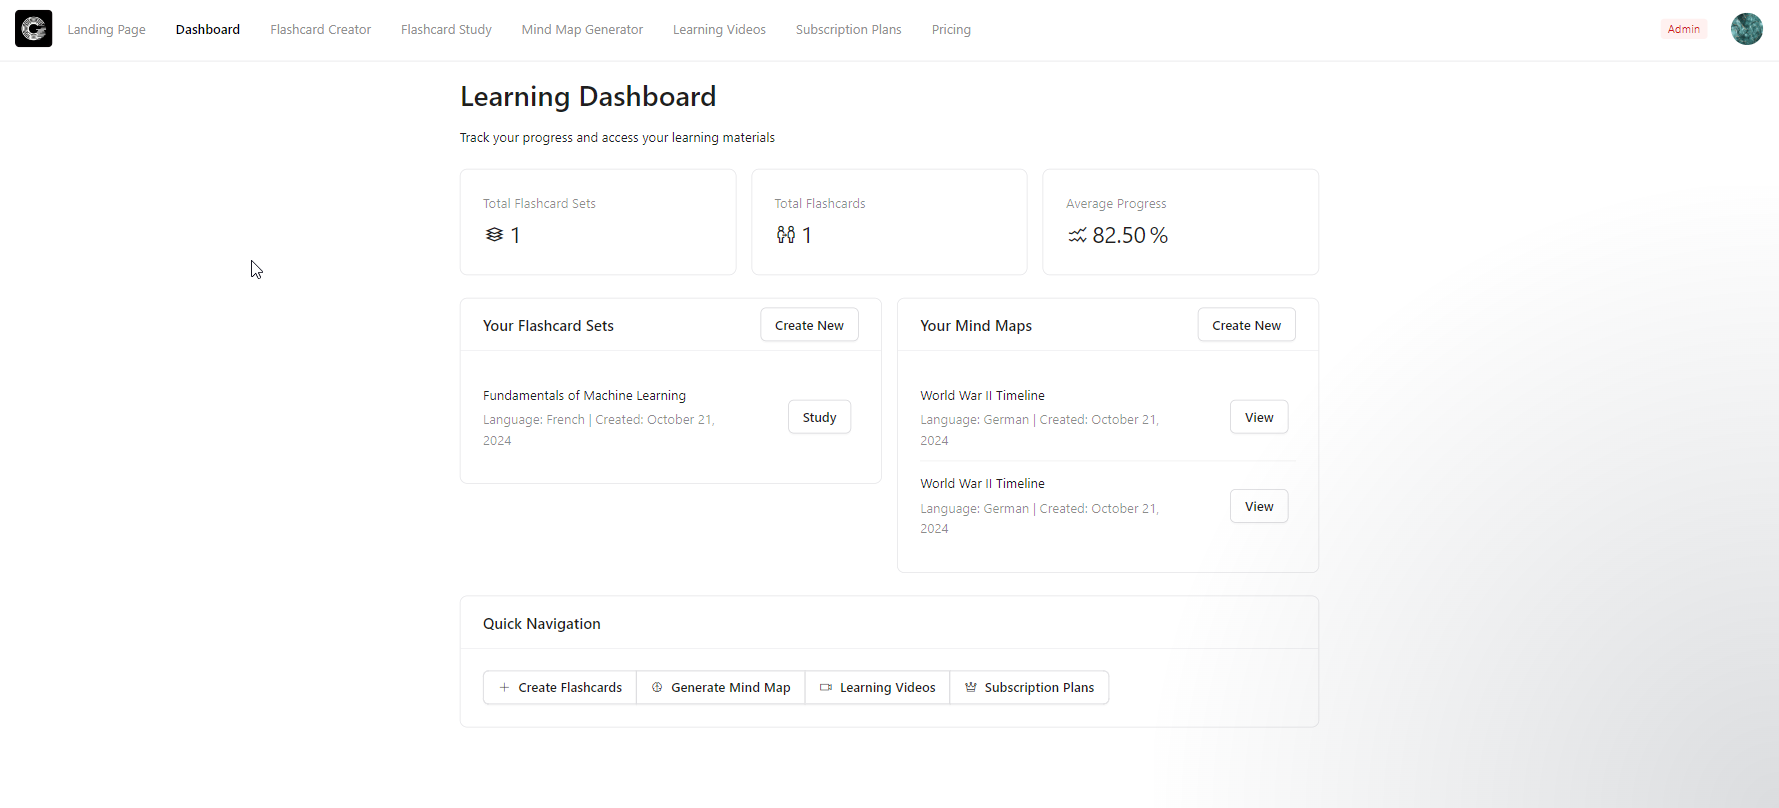 Landing Page Dashboard Flashcard Creator Flashcard Study Mind Map Generator Learning Videos Subscription Plans Pricing Admin
Learning Dashboard
Track your progress and access your learning materials
Total Flashcard Sets
1
Total Flashcards
1
Average Progress
82.50 %
Your Flashcard Sets
Create New
Fundamentals of Machine Learning
Language: French | Created: October 21,
2024
Study
Your Mind Maps
Create New
World War II Timeline
Language: German | Created: October 21,
2024
View
World War II Timeline
Language: German | Created: October 21,
2024
View
Quick Navigation
Create Flashcards Generate Mind Map Learning Videos Subscription Plans